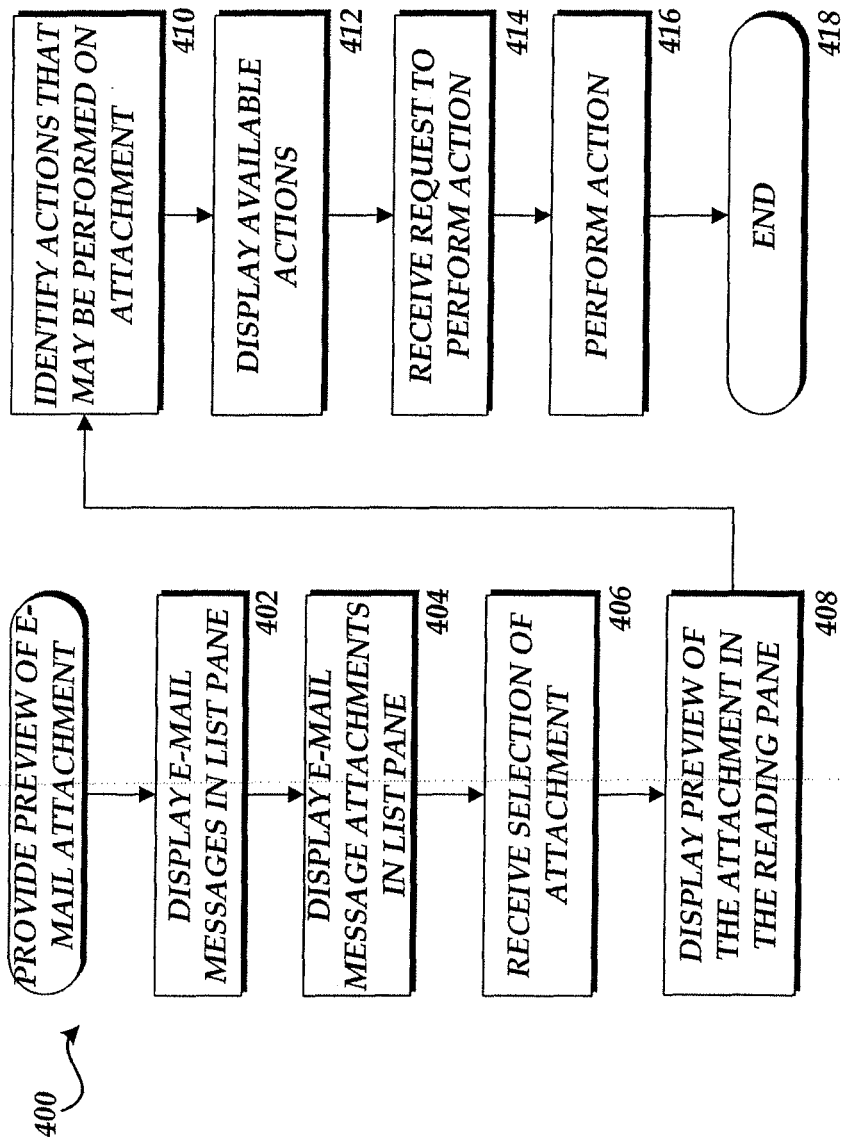 400
PROVIDE PREVIEW OF E-
MAIL ATTACHMENT
DISPLAY E-MAIL
MESSAGES IN LIST PANE
402
DISPLAY E-MAIL
MESSAGE ATTACHMENTS
IN LIST PANE
404
RECEIVE SELECTION OF
ATTACHMENT
406
DISPLAY PREVIEW OF
THE ATTACHMENT IN
THE READING PANE
408
IDENTIFY ACTIONS THAT
MAY BE PERFORMED ON
ATTACHMENT
410
DISPLAY AVAILABLE
ACTIONS
412
RECEIVE REQUEST TO
PERFORM ACTION
414
PERFORM ACTION
416
END
418